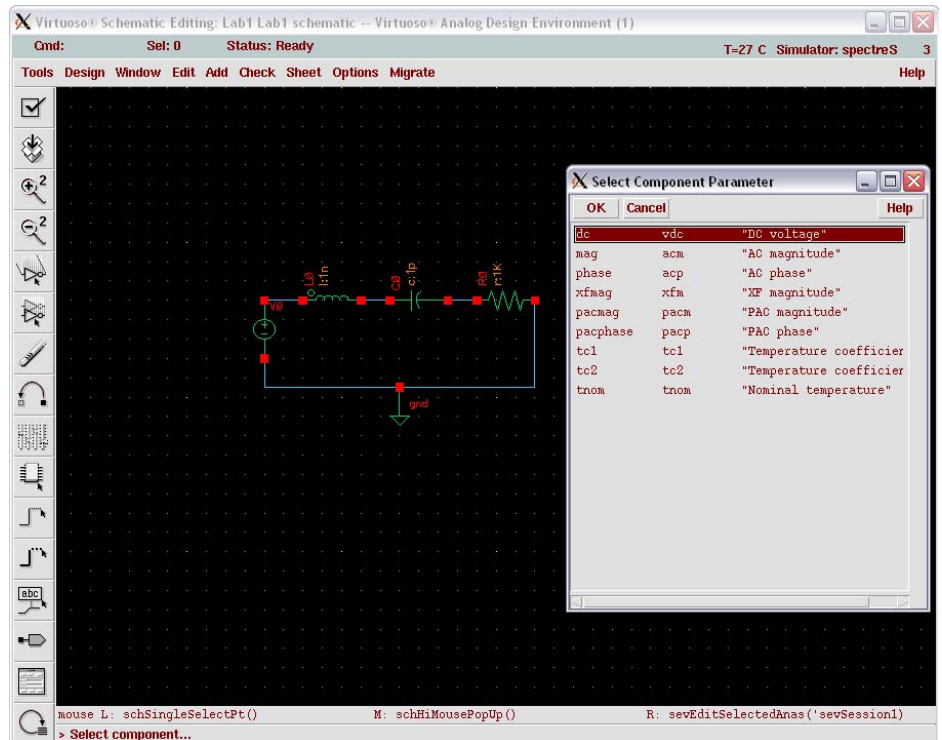 Virtuoso® Schematic Editing: Lab1 Lab1 schematic -- Virtuoso® Analog Design Environment (1)
Cmd: Sel: 0 Status: Ready T=27 C Simulator: spectreS 3
Tools Design Window Edit Add Check Sheet Options Migrate Help
2
2
abc
L0
l:1n
C0
c:1p
R0
r:1K
V0
gnd
Select Component Parameter
OK Cancel Help
dc vdc "DC voltage"
mag acm "AC magnitude"
phase acp "AC phase"
xfmag xfm "XF magnitude"
pacmag pacm "PAC magnitude"
pacphase pacp "PAC phase"
tc1 tc1 "Temperature coefficier
tc2 tc2 "Temperature coefficier
tnom tnom "Nominal temperature"
mouse L: schSingleSelectPt() M: schHiMousePopUp() R: sevEditSelectedAnas('sevSession1)
> Select component...